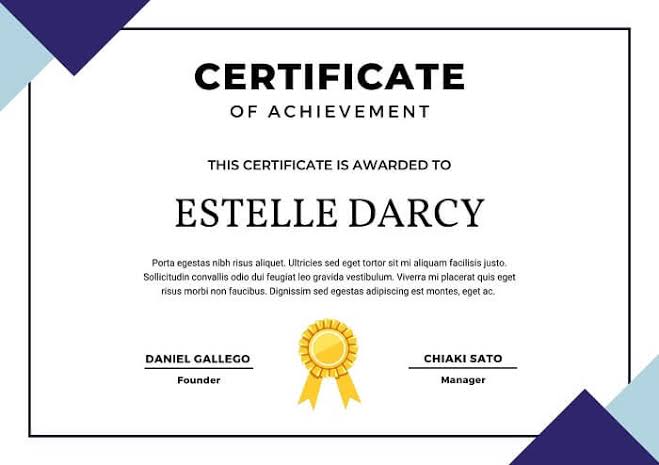 CERTIFICATE
OF ACHIEVEMENT
THIS CERTIFICATE IS AWARDED TO
ESTELLE DARCY
Porta egestas nibh risus aliquet. Ultricies sed eget tortor sit mi aliquam facilisis justo.
Sollicitudin convallis odio dui feugiat leo gravida vestibulum. Viverra mi placerat quis eget
risus morbi non faucibus. Dignissim sed egestas adipiscing est montes, eget ac.
DANIEL GALLEGO
Founder
CHIAKI SATO
Manager